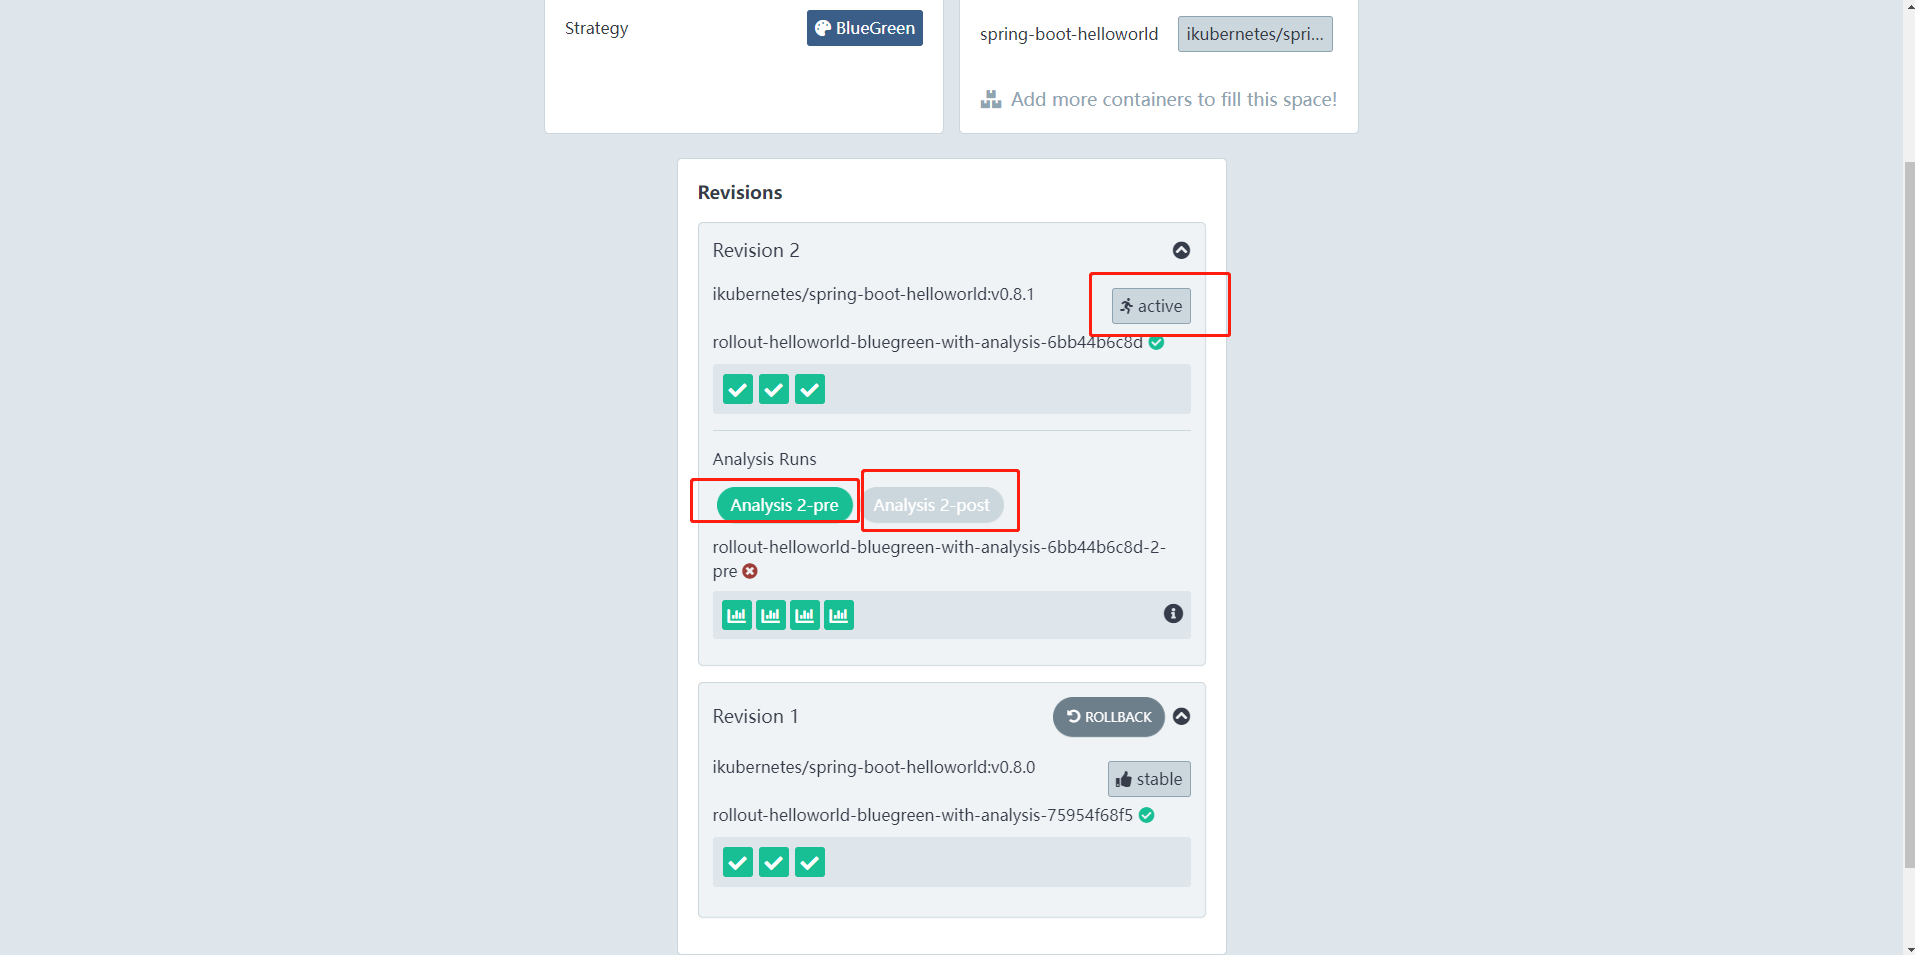 Strategy
BlueGreen
spring-boot-helloworld
ikubernetes/spri...
Add more containers to fill this space!
Revisions
Revision 2
ikubernetes/spring-boot-helloworld:v0.8.1
active
rollout-helloworld-bluegreen-with-analysis-6bb44b6c8d
Analysis Runs
Analysis 2-pre
Analysis 2-post
rollout-helloworld-bluegreen-with-analysis-6bb44b6c8d-2-
pre
Revision 1
ROLLBACK
ikubernetes/spring-boot-helloworld:v0.8.0
stable
rollout-helloworld-bluegreen-with-analysis-75954f68f5